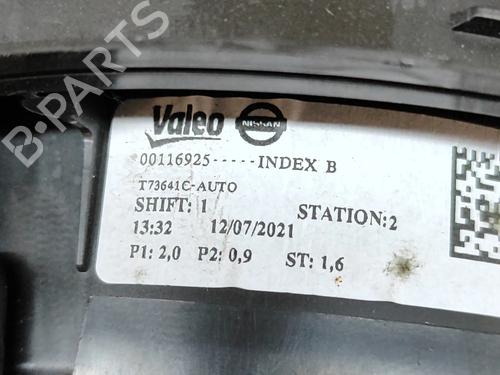 B-PARTS
Valeo NISSAN
00116925-----INDEX B
T73641C-AUTO
SHIFT: 1 STATION:2
13:32 12/07/2021
P1: 2,0 P2: 0,9 ST: 1,6